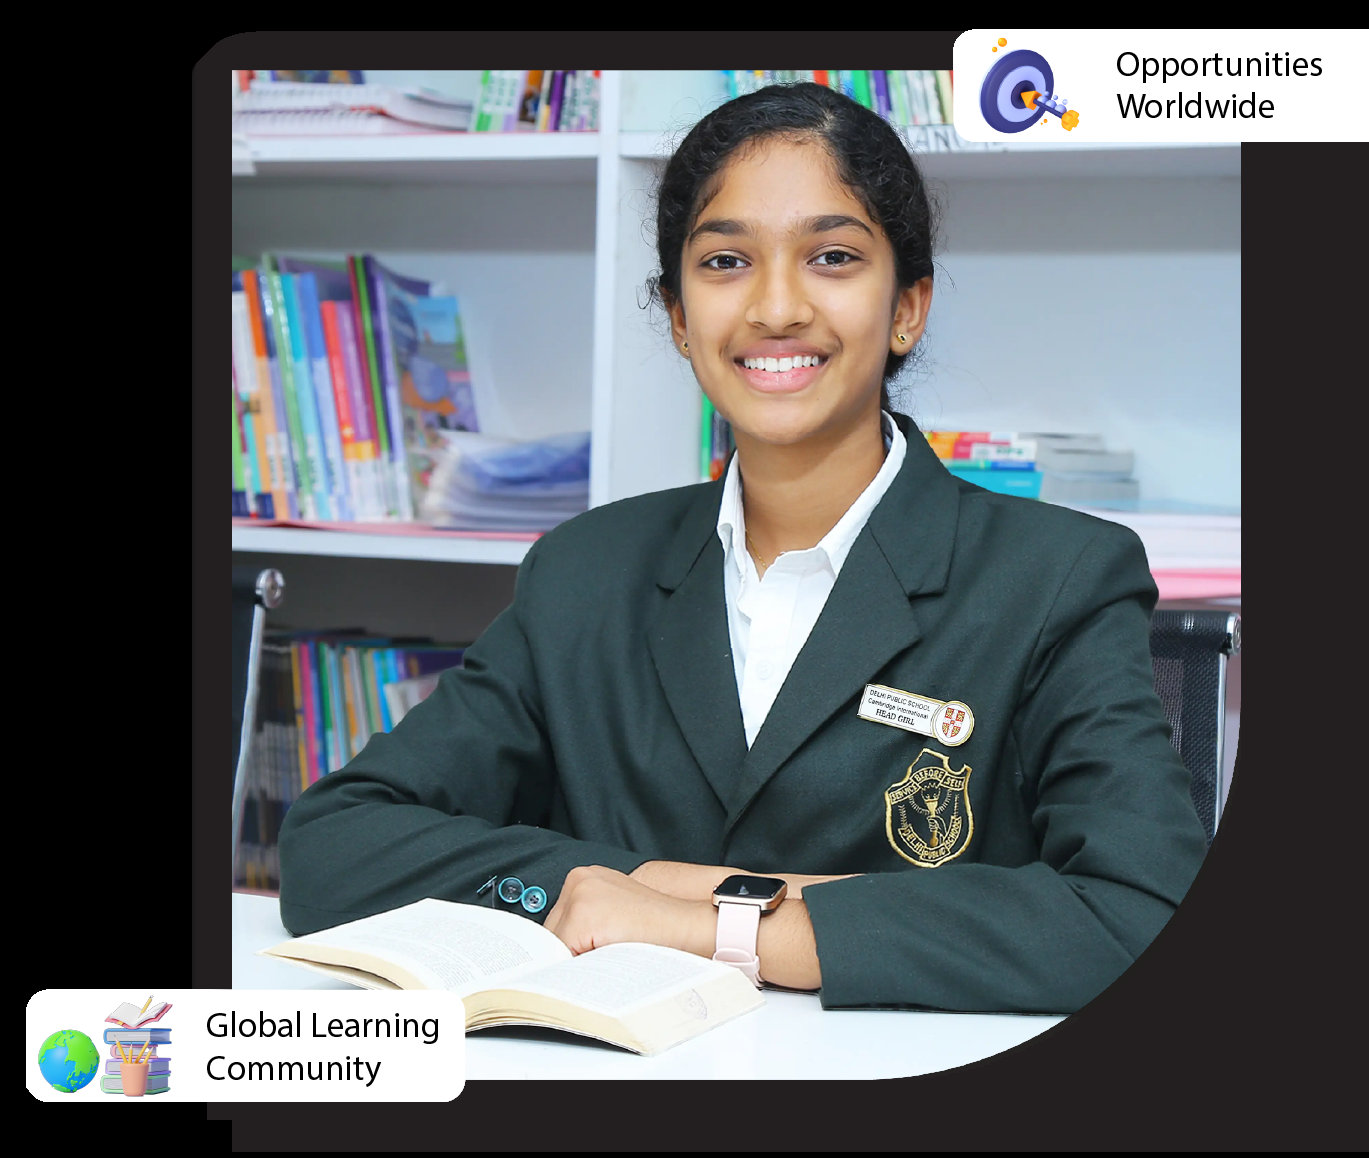 Opportunities
Worldwide
DELHI PUBLIC SCHOOL
Cambridge International
HEAD GIRL
SERVICE BEFORE SELF
DELHI PUBLIC SCHOOL
Global Learning
Community